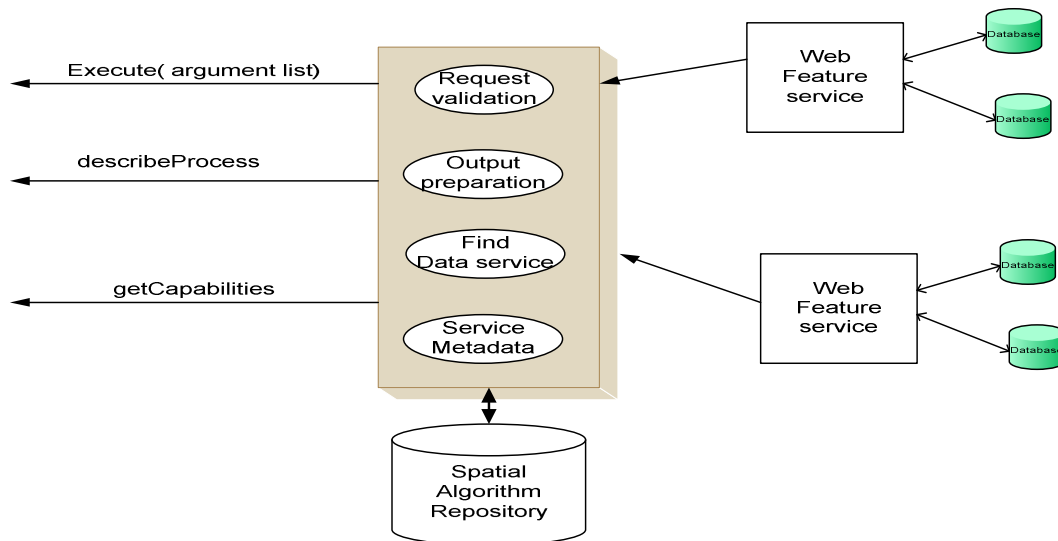 Execute( argument list)
describeProcess
getCapabilities
Request
validation
Output
preparation
Find
Data service
Service
Metadata
Spatial
Algorithm
Repository
Web
Feature
service
Database
Database
Web
Feature
service
Database
Database